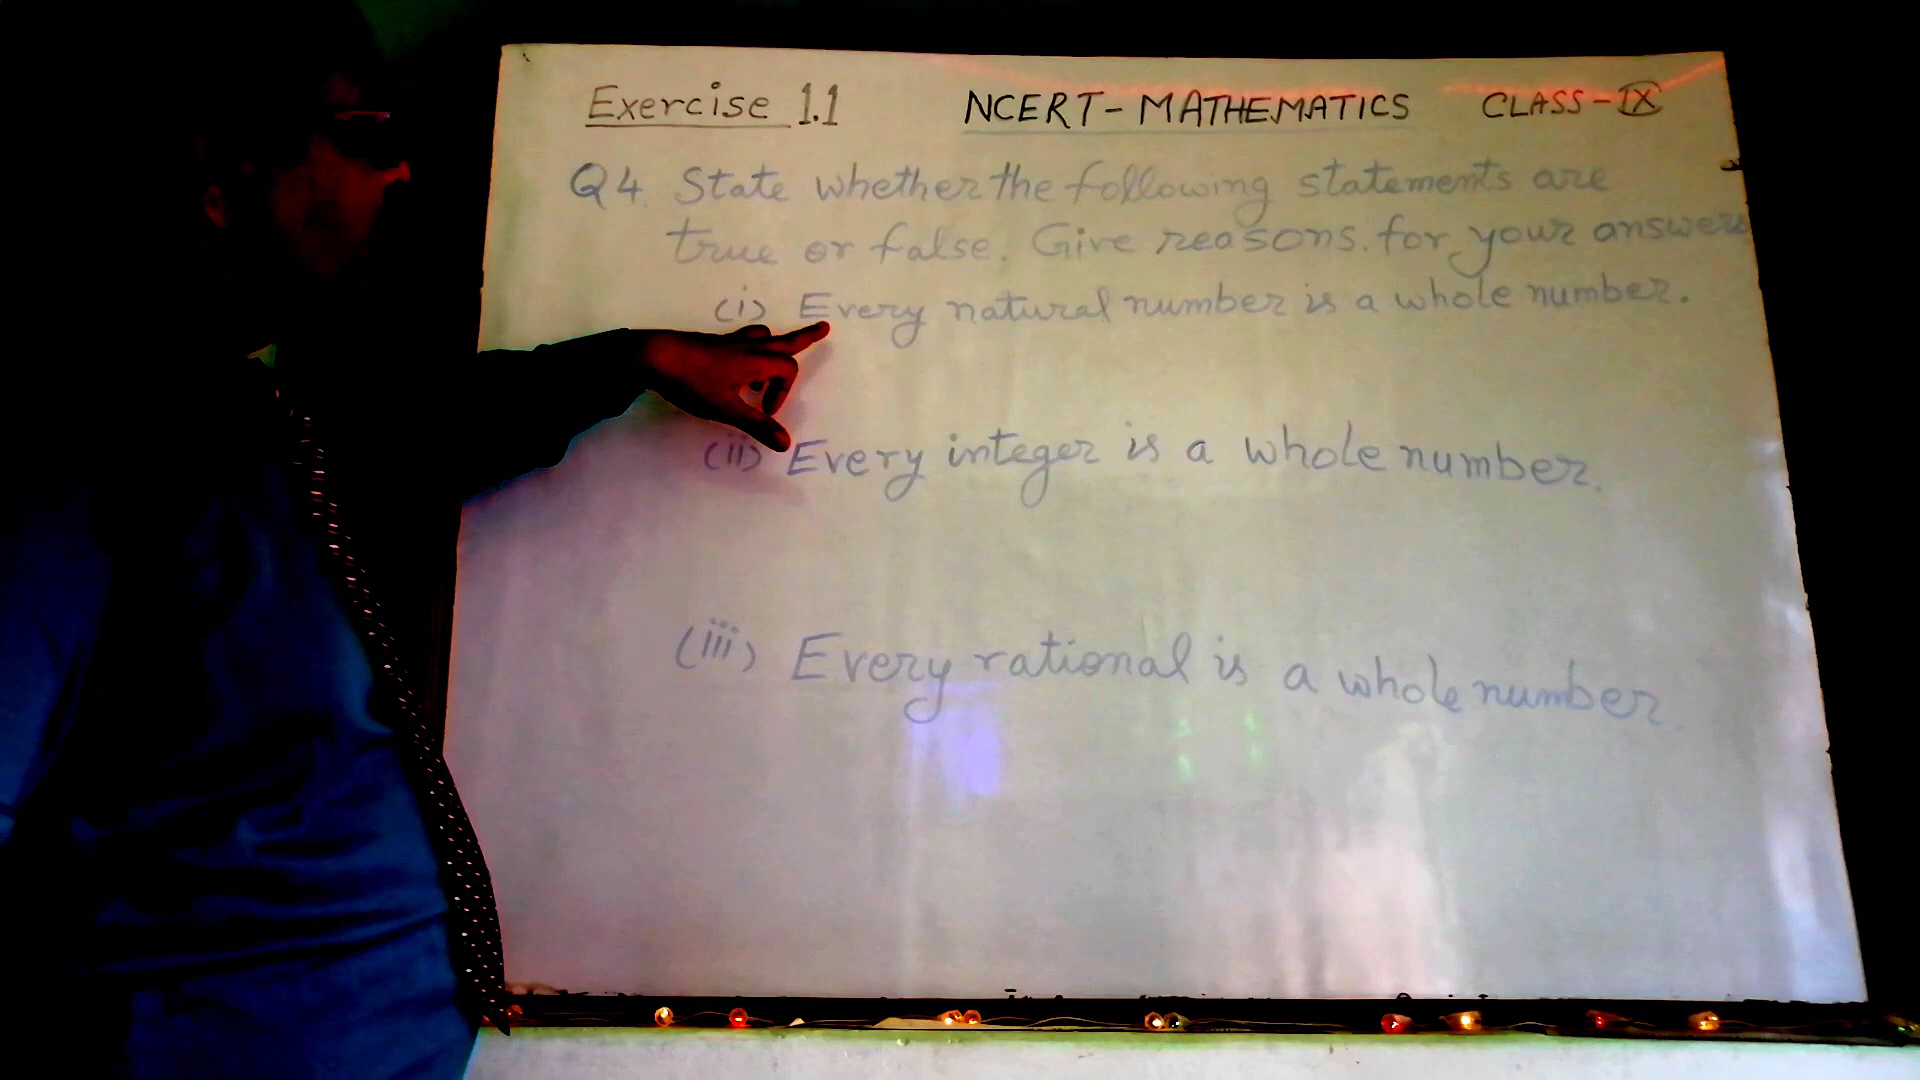 Exercise 1.1 NCERT-MATHEMATICS CLASS-IX
Q4. State whether the following statements are
true or false. Give reasons. for your answers
(i) Every natural number is a whole number.
(ii) Every integer is a whole number.
(iii) Every rational is a whole number.